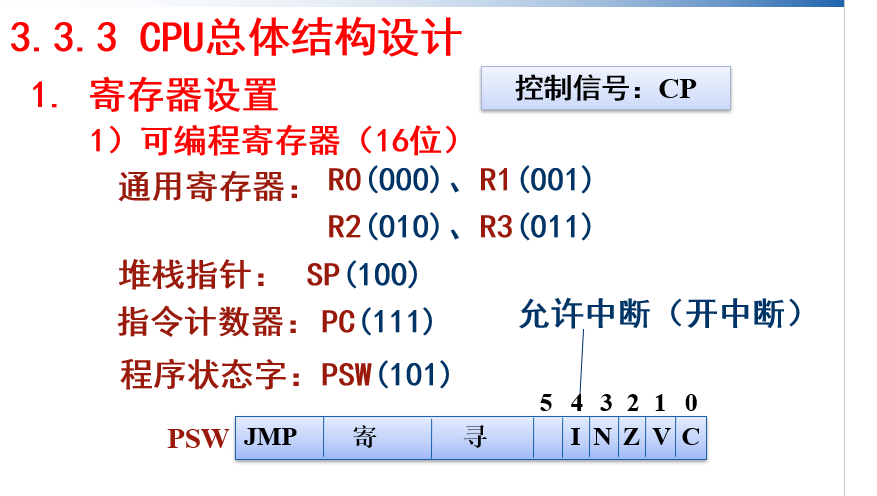 3.3.3 CPU总体结构设计
1. 寄存器设置
控制信号：CP
1）可编程寄存器（16位）
通用寄存器： R0(000)、R1(001)
R2(010)、R3(011)
堆栈指针： SP(100)
指令计数器：PC(111)
允许中断（开中断）
程序状态字：PSW(101)
5 4 3 2 1 0
PSW JMP 寄 寻 I N Z V C